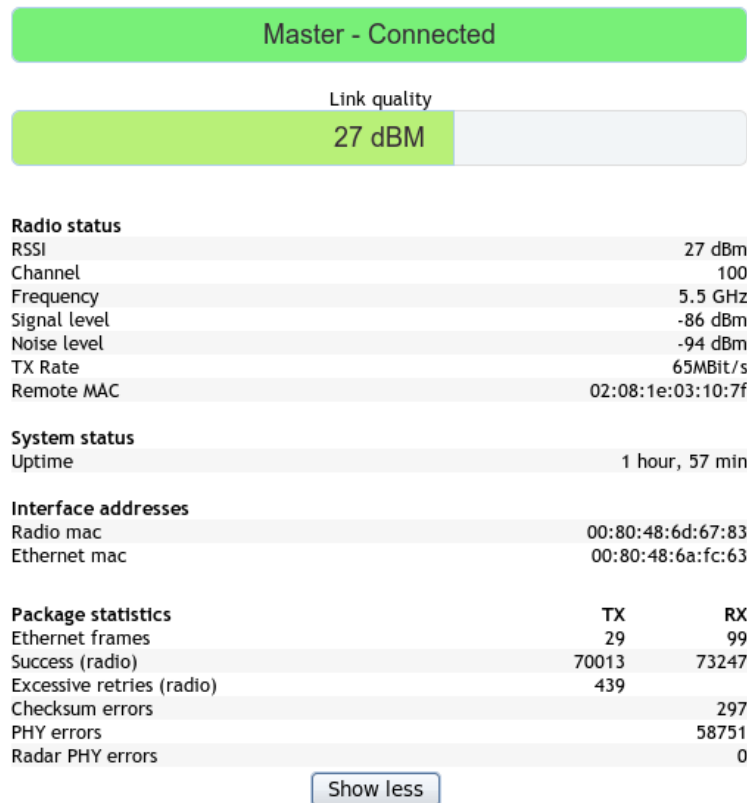 Master - Connected
Link quality
27 dBM
Radio status
RSSI 27 dBm
Channel 100
Frequency 5.5 GHz
Signal level -86 dBm
Noise level -94 dBm
TX Rate 65MBit/s
Remote MAC 02:08:1e:03:10:7f
System status
Uptime 1 hour, 57 min
Interface addresses
Radio mac 00:80:48:6d:67:83
Ethernet mac 00:80:48:6a:fc:63
Package statistics TX RX
Ethernet frames 29 99
Success (radio) 70013 73247
Excessive retries (radio) 439
Checksum errors 297
PHY errors 58751
Radar PHY errors 0
Show less